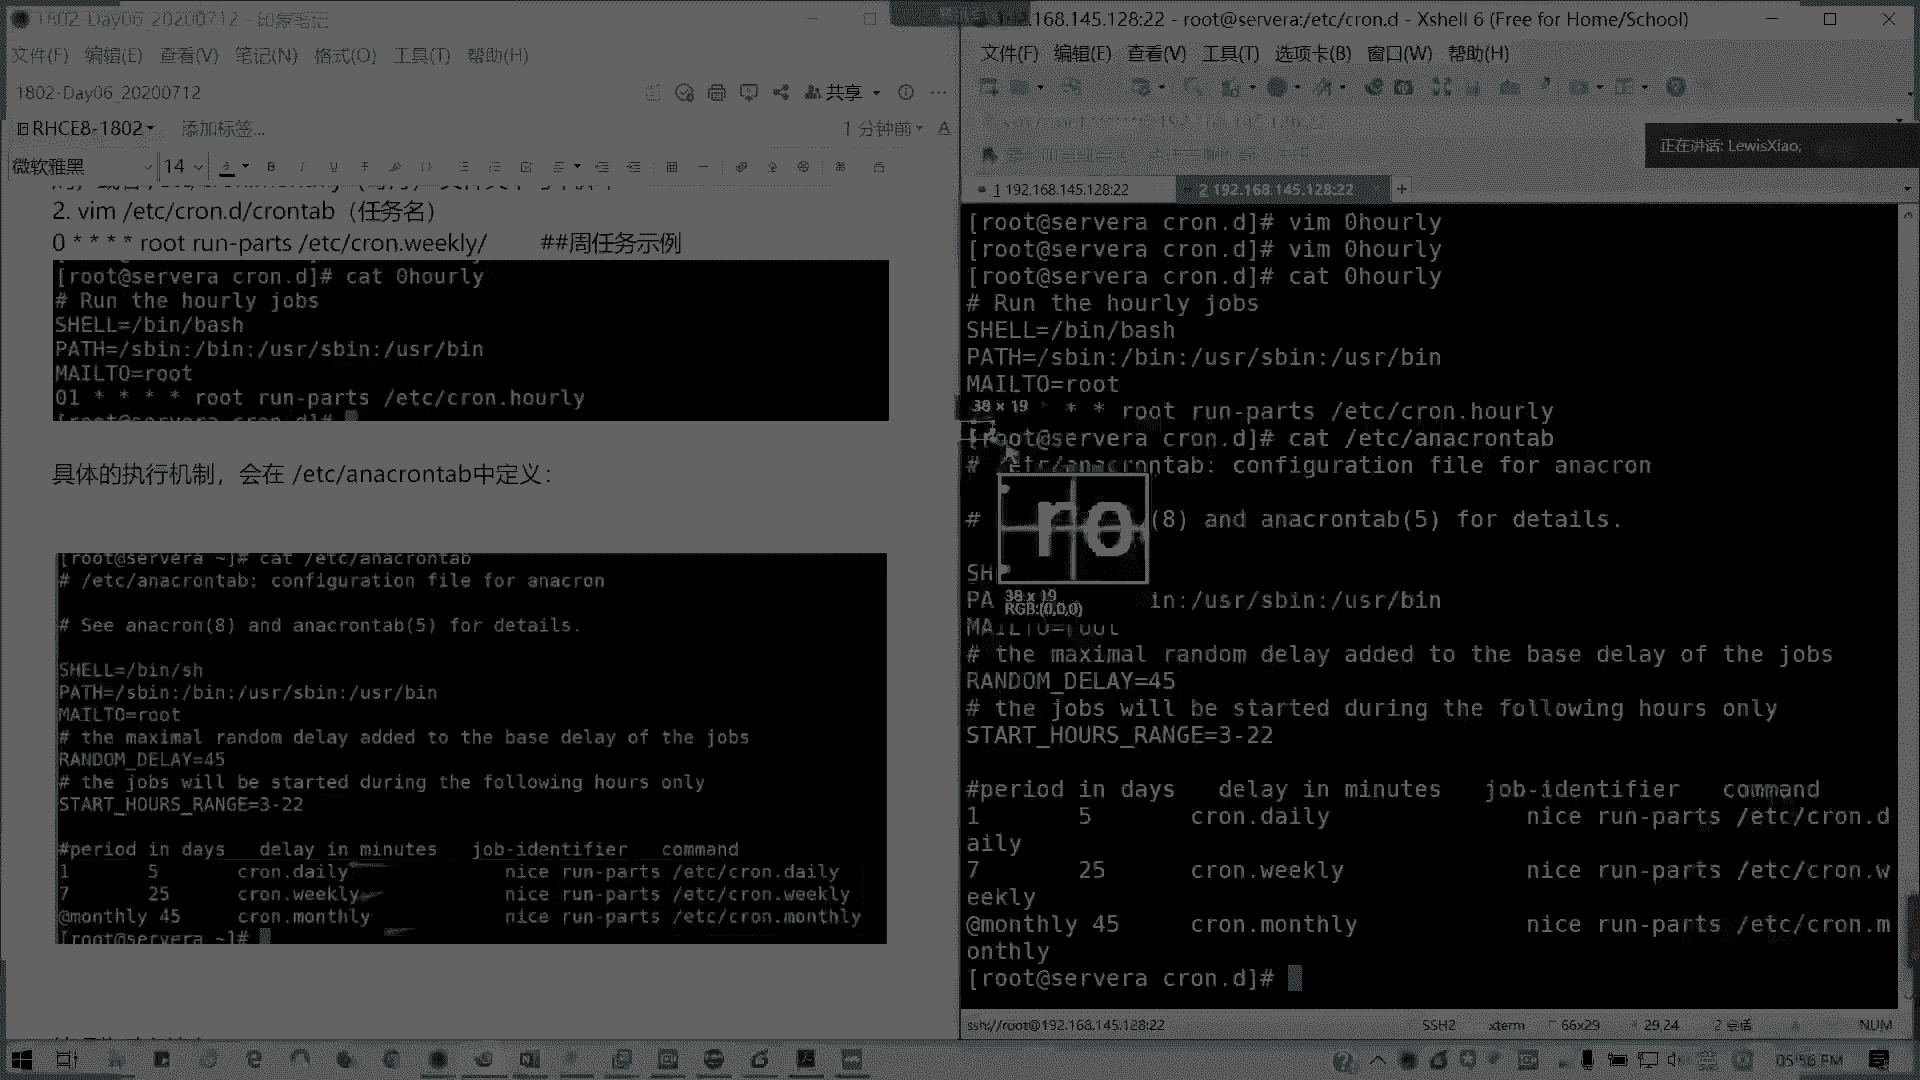 1802-Day06_20200712 - 印象笔记
文件(F) 编辑(E) 查看(V) 笔记(N) 格式(O) 工具(T) 帮助(H)
1802-Day06_20200712
共享
RHCE8-1802
添加标签...
1 分钟前
微软雅黑
14
2. vim /etc/cron.d/crontab（任务名）
0 * * * * root run-parts /etc/cron.weekly/ ##周任务示例
[root@servera cron.d]# cat 0hourly
# Run the hourly jobs
SHELL=/bin/bash
PATH=/sbin:/bin:/usr/sbin:/usr/bin
MAILTO=root
01 * * * * root run-parts /etc/cron.hourly
[root@servera cron.d]#
具体的执行机制，会在 /etc/anacrontab中定义：
[root@servera ~]# cat /etc/anacrontab
# /etc/anacrontab: configuration file for anacron
# See anacron(8) and anacrontab(5) for details.
SHELL=/bin/sh
PATH=/sbin:/bin:/usr/sbin:/usr/bin
MAILTO=root
# the maximal random delay added to the base delay of the jobs
RANDOM_DELAY=45
# the jobs will be started during the following hours only
START_HOURS_RANGE=3-22
#period in days delay in minutes job-identifier command
1 5 cron.daily nice run-parts /etc/cron.daily
7 25 cron.weekly nice run-parts /etc/cron.weekly
@monthly 45 cron.monthly nice run-parts /etc/cron.monthly
[root@servera ~]#
192.168.145.128:22 - root@servera:/etc/cron.d - Xshell 6 (Free for Home/School)
文件(F) 编辑(E) 查看(V) 工具(T) 选项卡(B) 窗口(W) 帮助(H)
正在讲话: LewisXiao;
1 192.168.145.128:22
2 192.168.145.128:22
[root@servera cron.d]# vim 0hourly
[root@servera cron.d]# vim 0hourly
[root@servera cron.d]# cat 0hourly
# Run the hourly jobs
SHELL=/bin/bash
PATH=/sbin:/bin:/usr/sbin:/usr/bin
MAILTO=root
38 x 19
* * root run-parts /etc/cron.hourly
[root@servera cron.d]# cat /etc/anacrontab
# /etc/anacrontab: configuration file for anacron
# (8) and anacrontab(5) for details.
ro
SH
PA in:/usr/sbin:/usr/bin
38 x 19
RGB:(0,0,0)
MAILTO=root
# the maximal random delay added to the base delay of the jobs
RANDOM_DELAY=45
# the jobs will be started during the following hours only
START_HOURS_RANGE=3-22
#period in days delay in minutes job-identifier command
1 5 cron.daily nice run-parts /etc/cron.d
aily
7 25 cron.weekly nice run-parts /etc/cron.w
eekly
@monthly 45 cron.monthly nice run-parts /etc/cron.m
onthly
[root@servera cron.d]#
ssh://root@192.168.145.128:22
SSH2
xterm
66x29
29,24
2 会话
NUM
英
05:56 PM